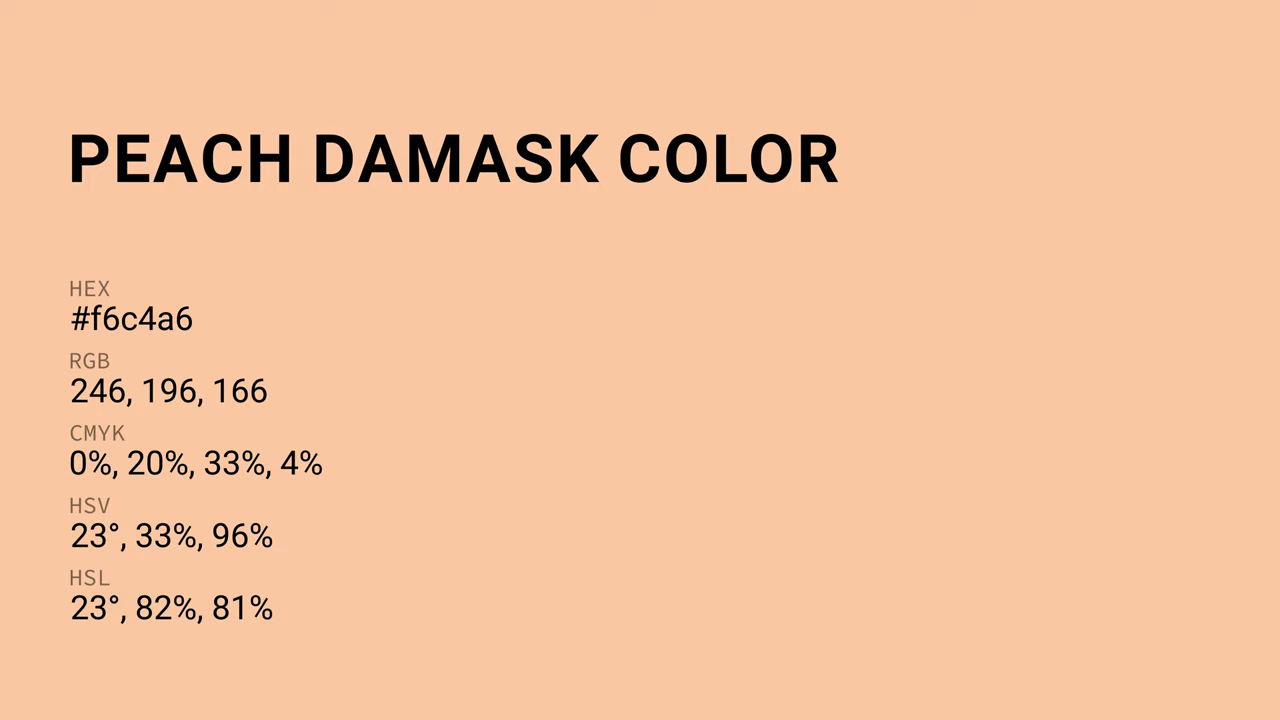 PEACH DAMASK COLOR
HEX
#f6c4a6
RGB
246, 196, 166
CMYK
0%, 20%, 33%, 4%
HSV
23°, 33%, 96%
HSL
23°, 82%, 81%